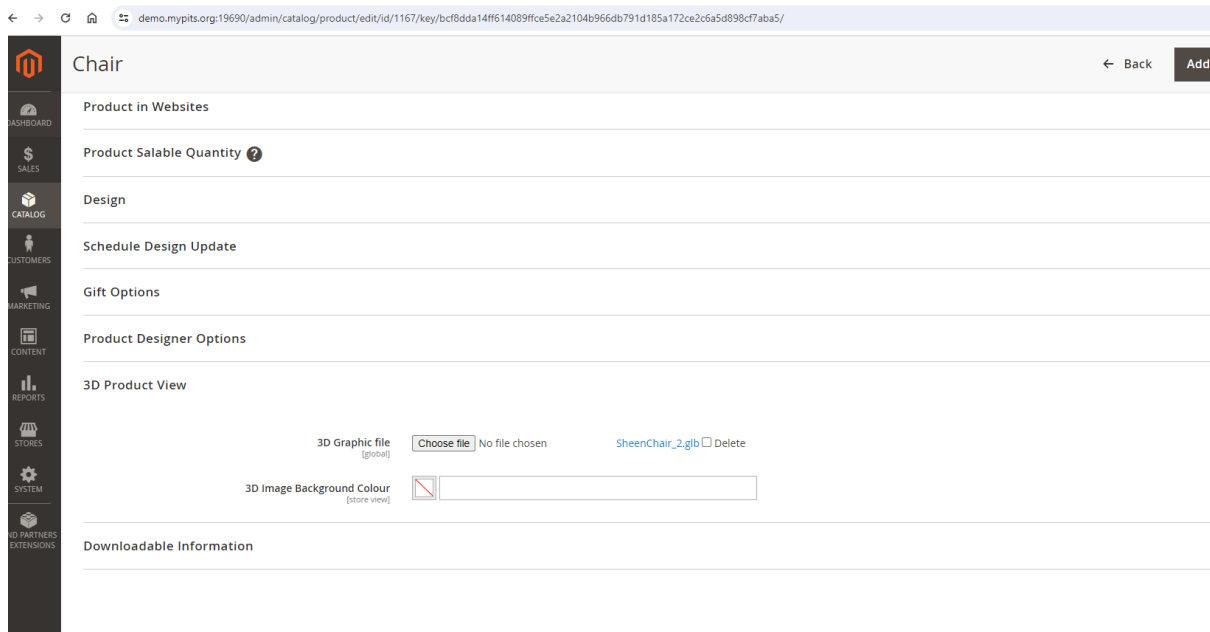 demo.mypits.org:19690/admin/catalog/product/edit/id/1167/key/bcf8dda14ff614089ffce5e2a2104b966db791d185a172ce2c6a5d898cf7aba5/
Chair
← Back
Add
DASHBOARD
SALES
CATALOG
CUSTOMERS
MARKETING
CONTENT
REPORTS
STORES
SYSTEM
ND PARTNERS
EXTENSIONS
Product in Websites
Product Salable Quantity ?
Design
Schedule Design Update
Gift Options
Product Designer Options
3D Product View
3D Graphic file Choose file No file chosen SheenChair_2.glb Delete
[global]
3D Image Background Colour
[store view]
Downloadable Information